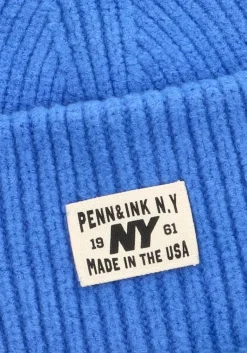 PENN&INK N.Y
19 NY 61
MADE IN THE USA